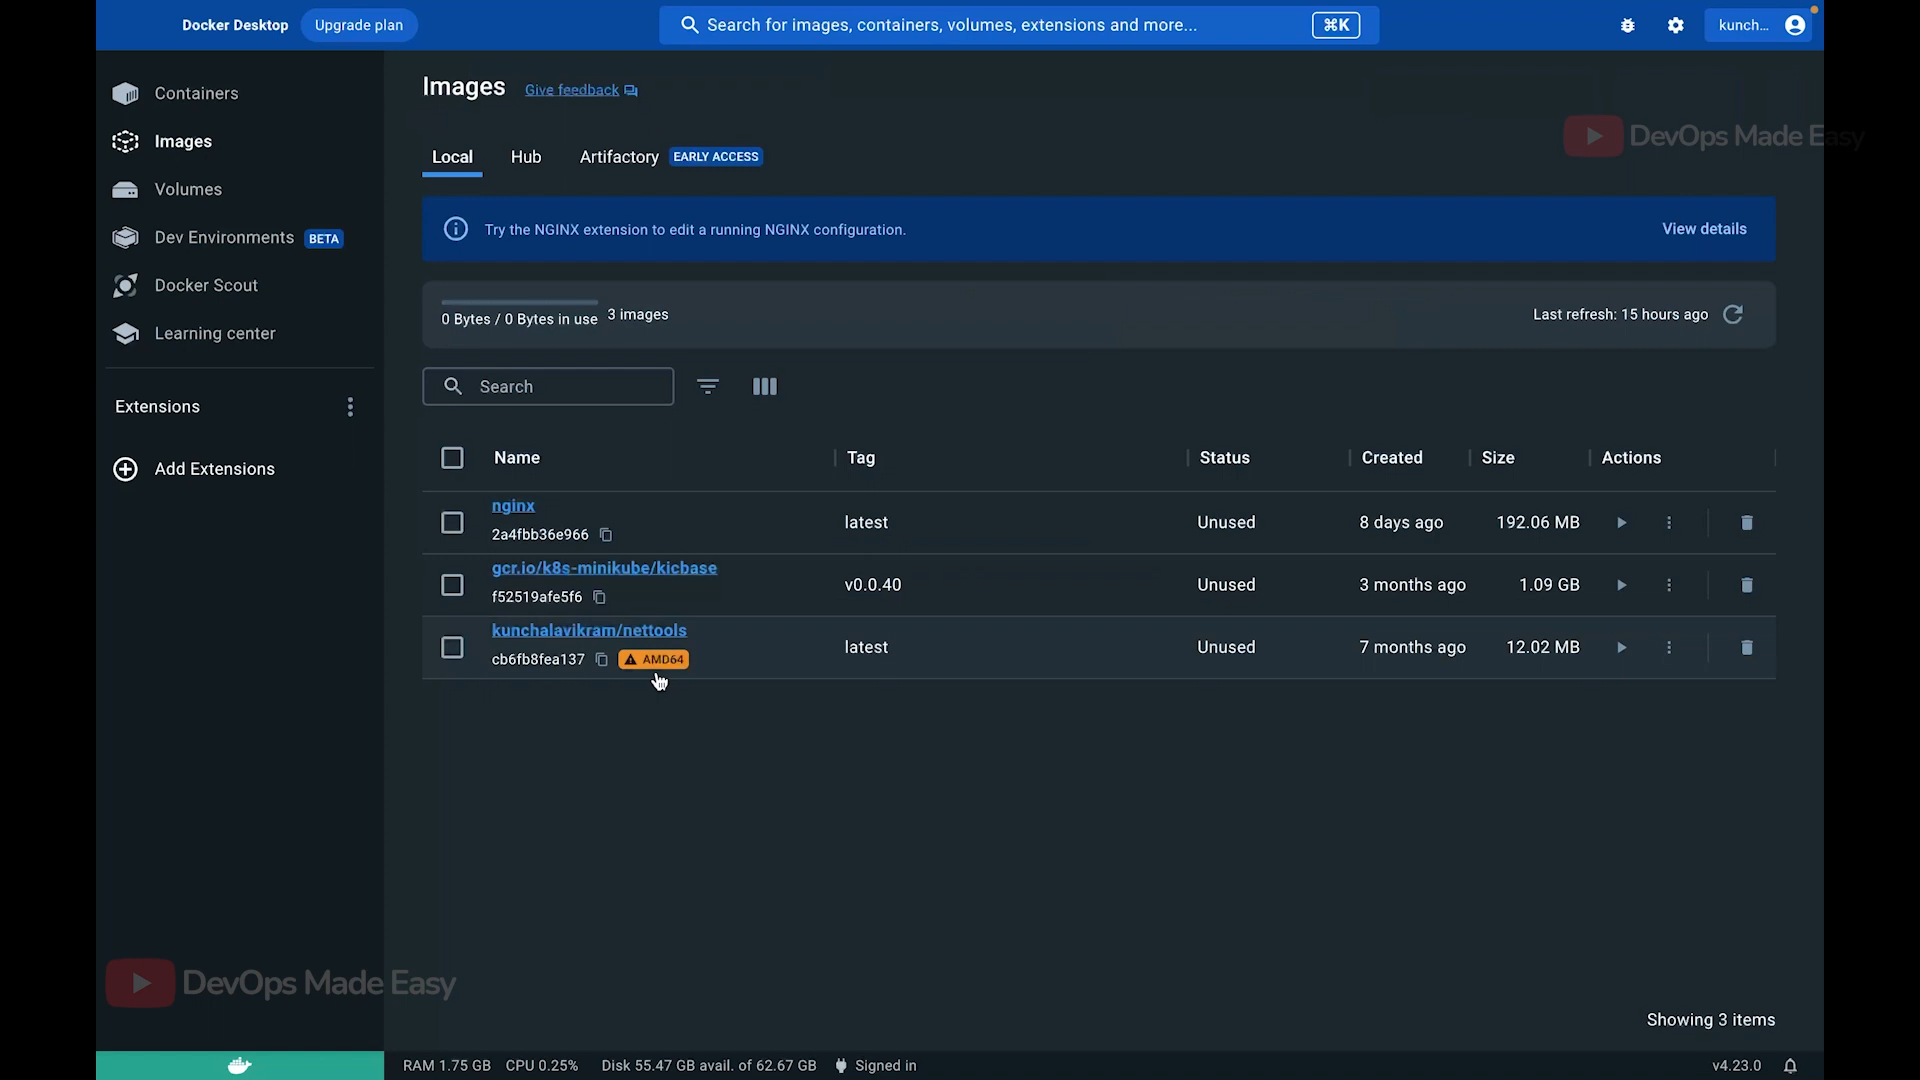 Docker Desktop
Upgrade plan
Search for images, containers, volumes, extensions and more...
⌘K
kunch...
Containers
Images
Volumes
Dev Environments BETA
Docker Scout
Learning center
Extensions
Add Extensions
Images
Give feedback
DevOps Made Easy
Local
Hub
Artifactory EARLY ACCESS
Try the NGINX extension to edit a running NGINX configuration.
View details
0 Bytes / 0 Bytes in use
3 images
Last refresh: 15 hours ago
Search
Name Tag Status Created Size Actions
nginx
2a4fbb36e966
latest Unused 8 days ago 192.06 MB
gcr.io/k8s-minikube/kicbase
f52519afe5f6
v0.0.40 Unused 3 months ago 1.09 GB
kunchalavikram/nettools
cb6fb8fea137 AMD64
latest Unused 7 months ago 12.02 MB
DevOps Made Easy
Showing 3 items
RAM 1.75 GB CPU 0.25% Disk 55.47 GB avail. of 62.67 GB Signed in
v4.23.0